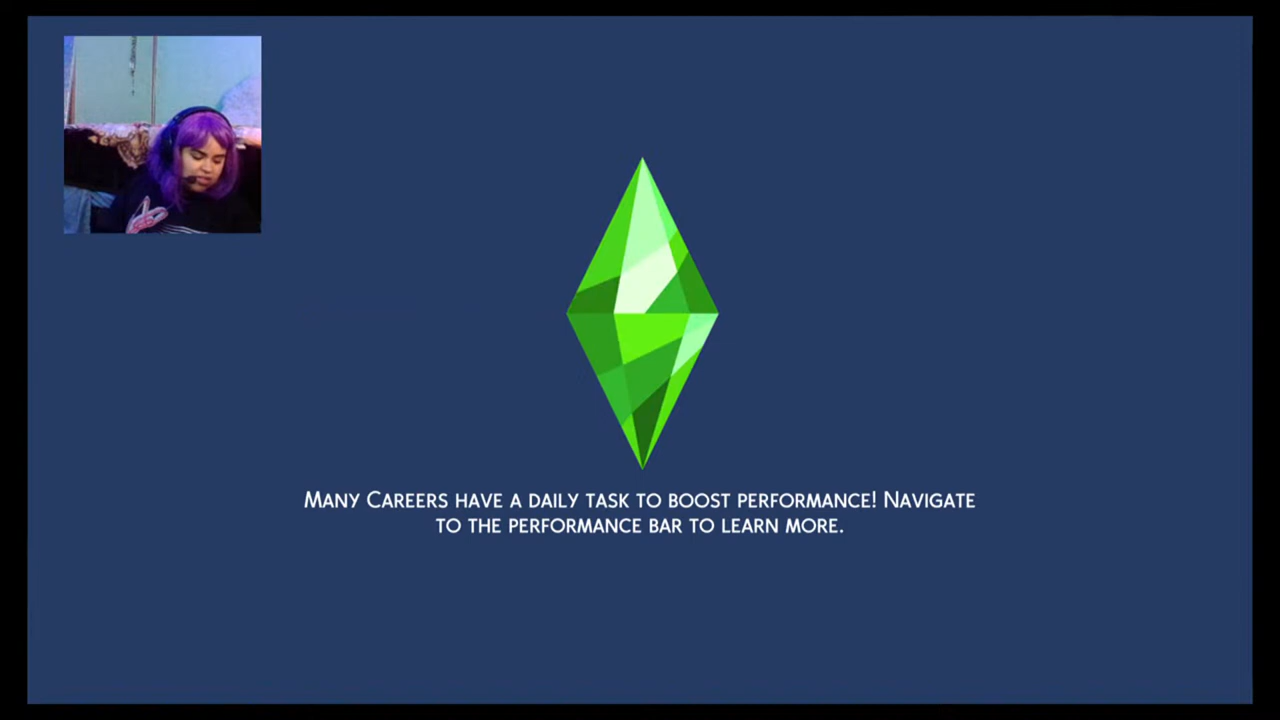 Many Careers have a daily task to boost performance! Navigate
to the performance bar to learn more.